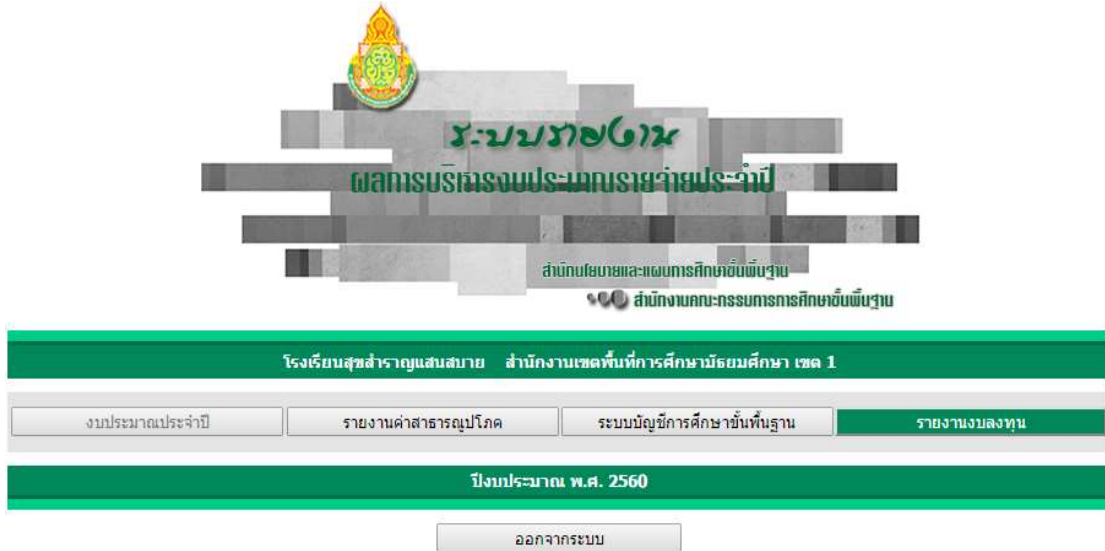 ระบบรายงาน
ผลการบริหารงบประมาณรายจ่ายประจำปี
สำนักนโยบายและแผนการศึกษาขั้นพื้นฐาน
สำนักงานคณะกรรมการการศึกษาขั้นพื้นฐาน
โรงเรียนสุขสำราญแสนสบาย สำนักงานเขตพื้นที่การศึกษามัธยมศึกษา เขต 1
งบประมาณประจำปี รายงานค่าสาธารณูปโภค ระบบบัญชีการศึกษาขั้นพื้นฐาน รายงานงบลงทุน
ปีงบประมาณ พ.ศ. 2560
ออกจากระบบ